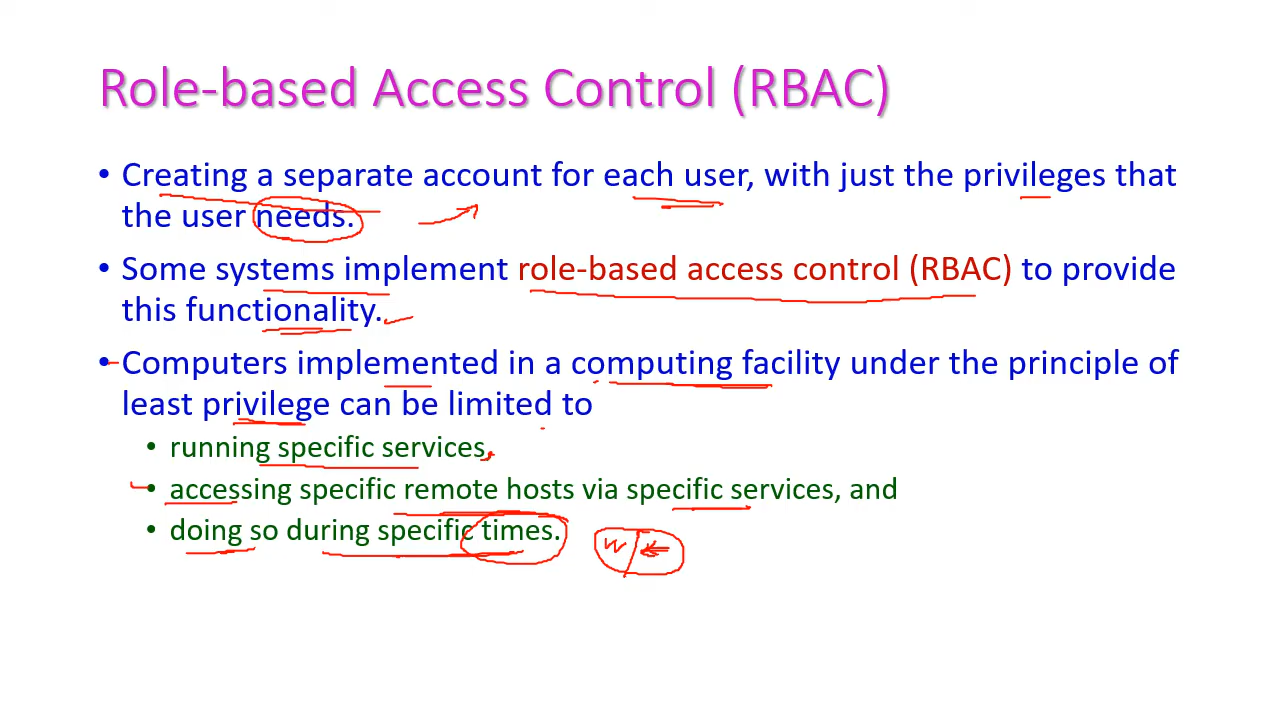 Role-based Access Control (RBAC)
• Creating a separate account for each user, with just the privileges that
the user needs.
• Some systems implement role-based access control (RBAC) to provide
this functionality.
• Computers implemented in a computing facility under the principle of
least privilege can be limited to
• running specific services,
• accessing specific remote hosts via specific services, and
• doing so during specific times.